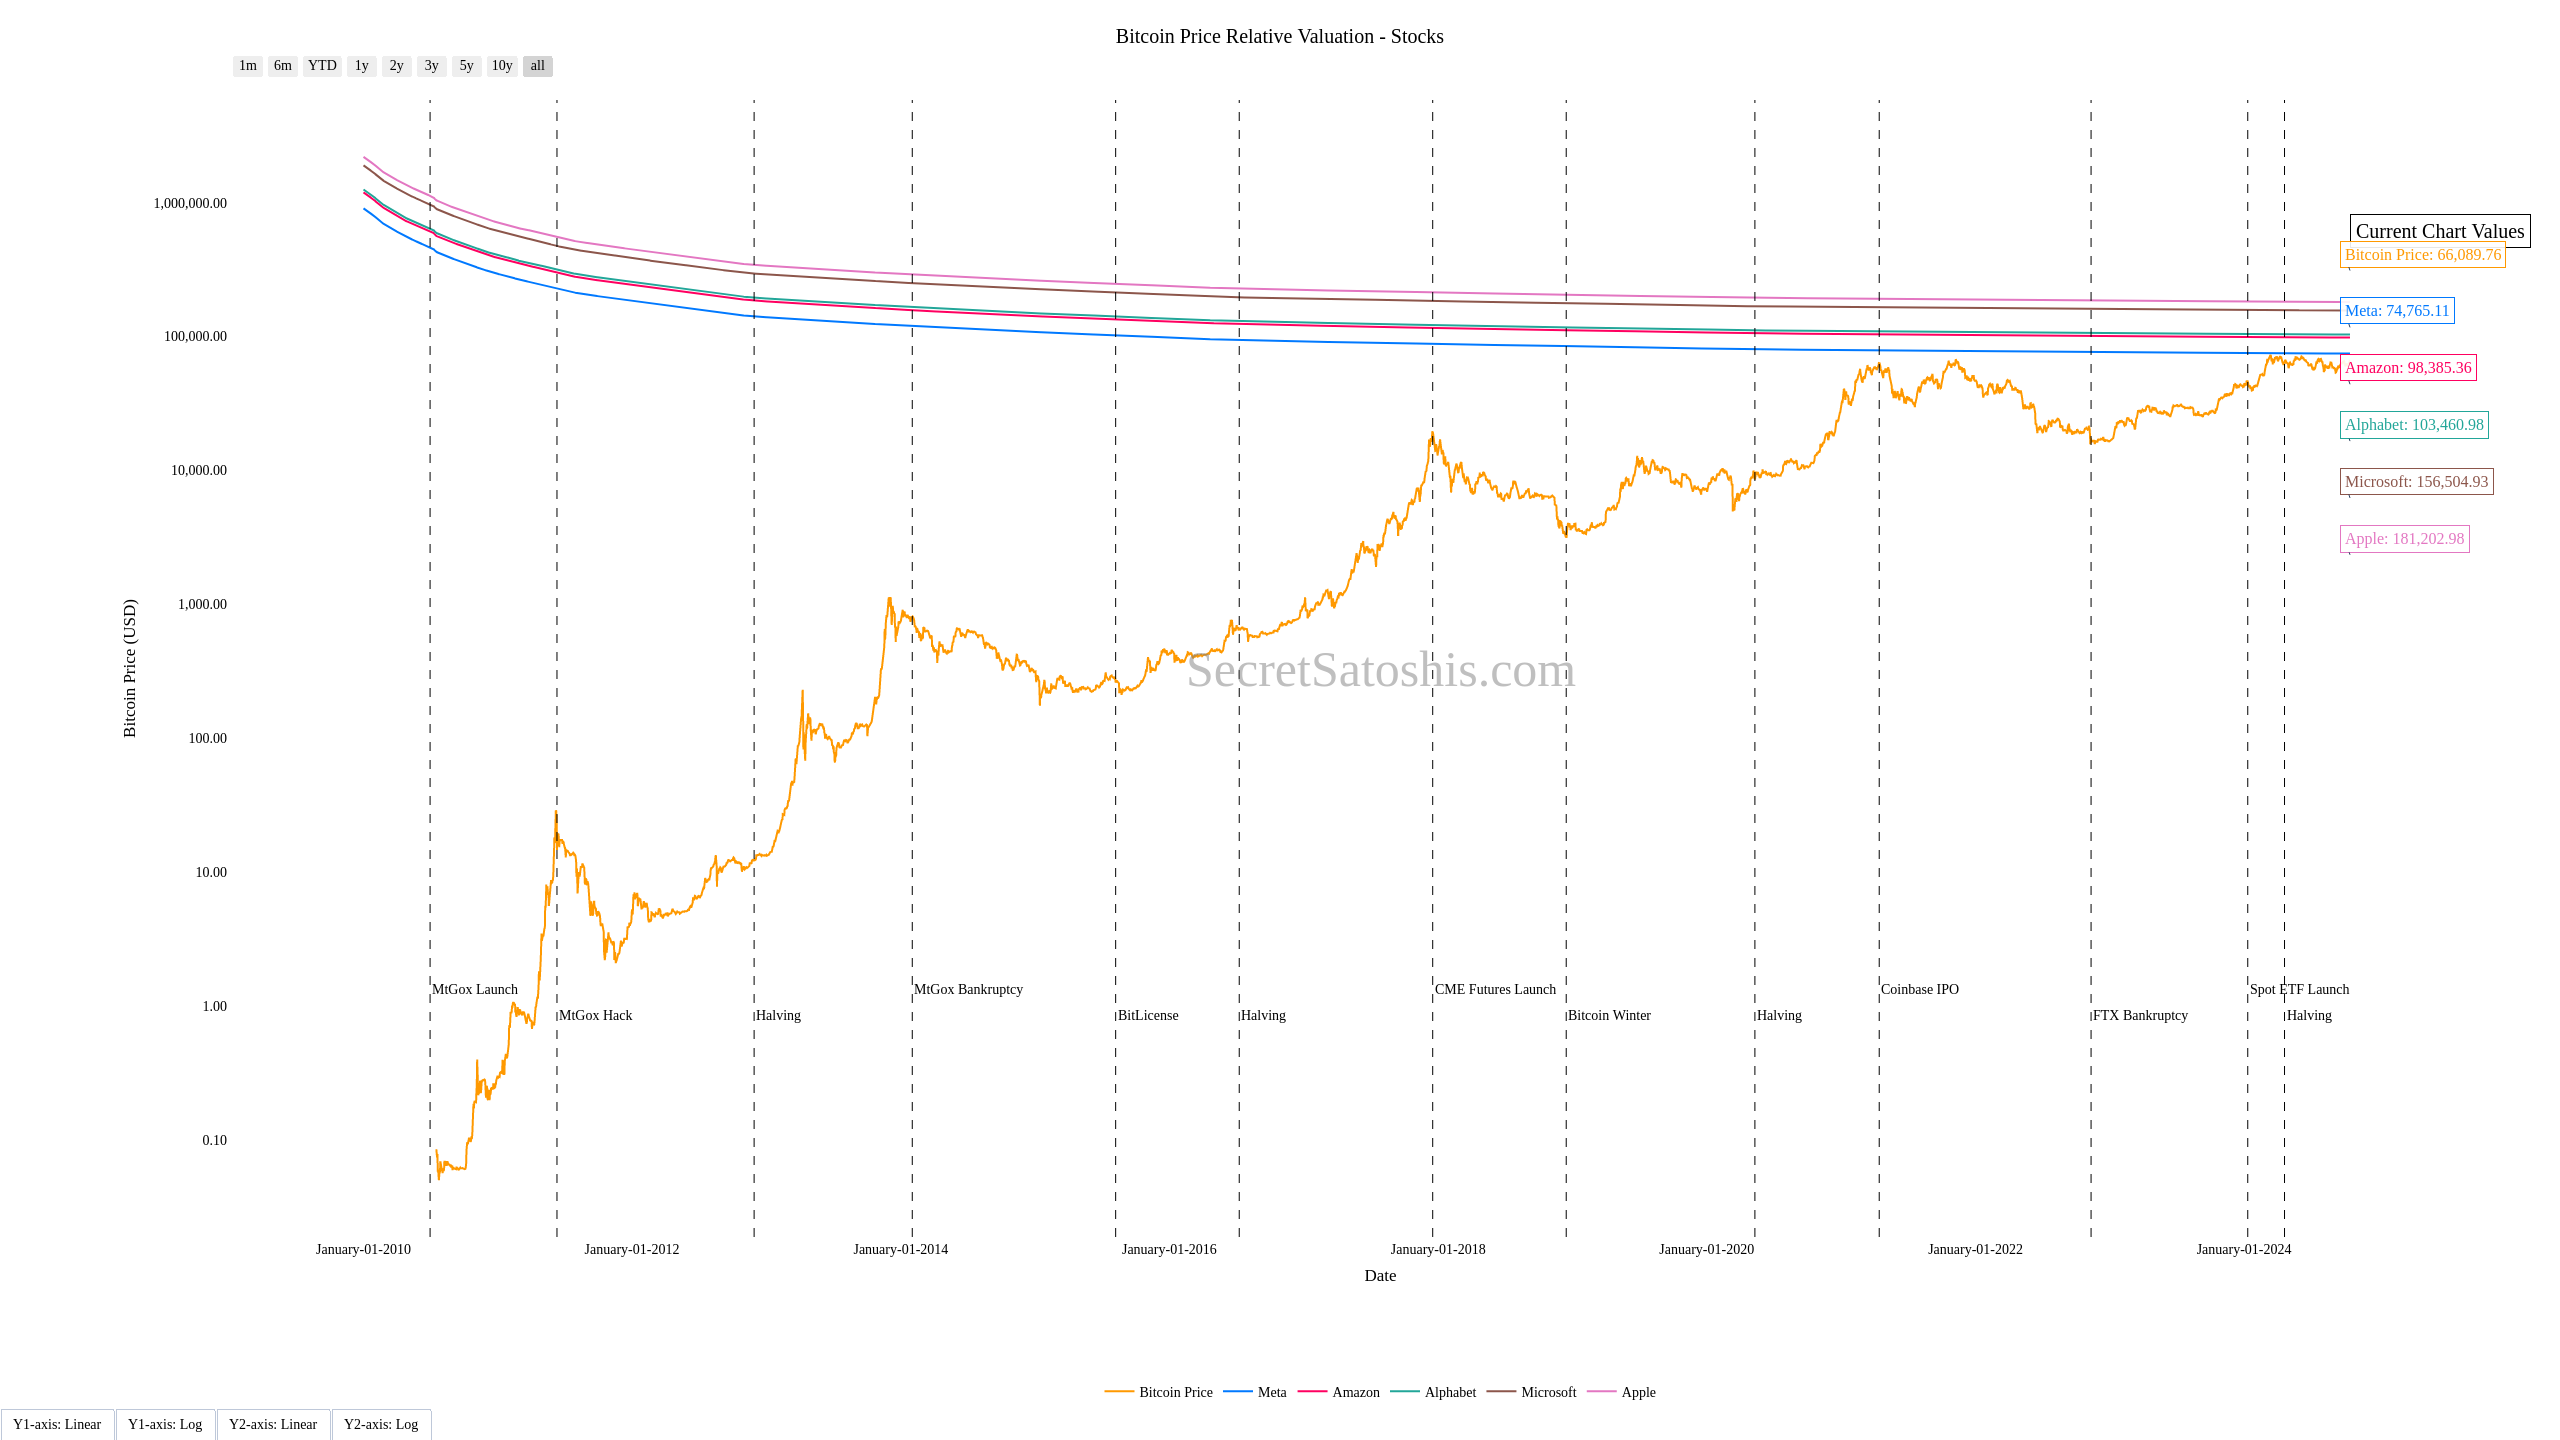 Bitcoin Price Relative Valuation - Stocks
1m 6m YTD 1y 2y 3y 5y 10y all
1,000,000.00
100,000.00
10,000.00
1,000.00
100.00
10.00
1.00
0.10
Bitcoin Price (USD)
Current Chart Values
Bitcoin Price: 66,089.76
Meta: 74,765.11
Amazon: 98,385.36
Alphabet: 103,460.98
Microsoft: 156,504.93
Apple: 181,202.98
SecretSatoshis.com
MtGox Launch
MtGox Hack
Halving
MtGox Bankruptcy
BitLicense
Halving
CME Futures Launch
Bitcoin Winter
Halving
Coinbase IPO
FTX Bankruptcy
Spot ETF Launch
Halving
January-01-2010 January-01-2012 January-01-2014 January-01-2016 January-01-2018 January-01-2020 January-01-2022 January-01-2024
Date
Bitcoin Price Meta Amazon Alphabet Microsoft Apple
Y1-axis: Linear Y1-axis: Log Y2-axis: Linear Y2-axis: Log